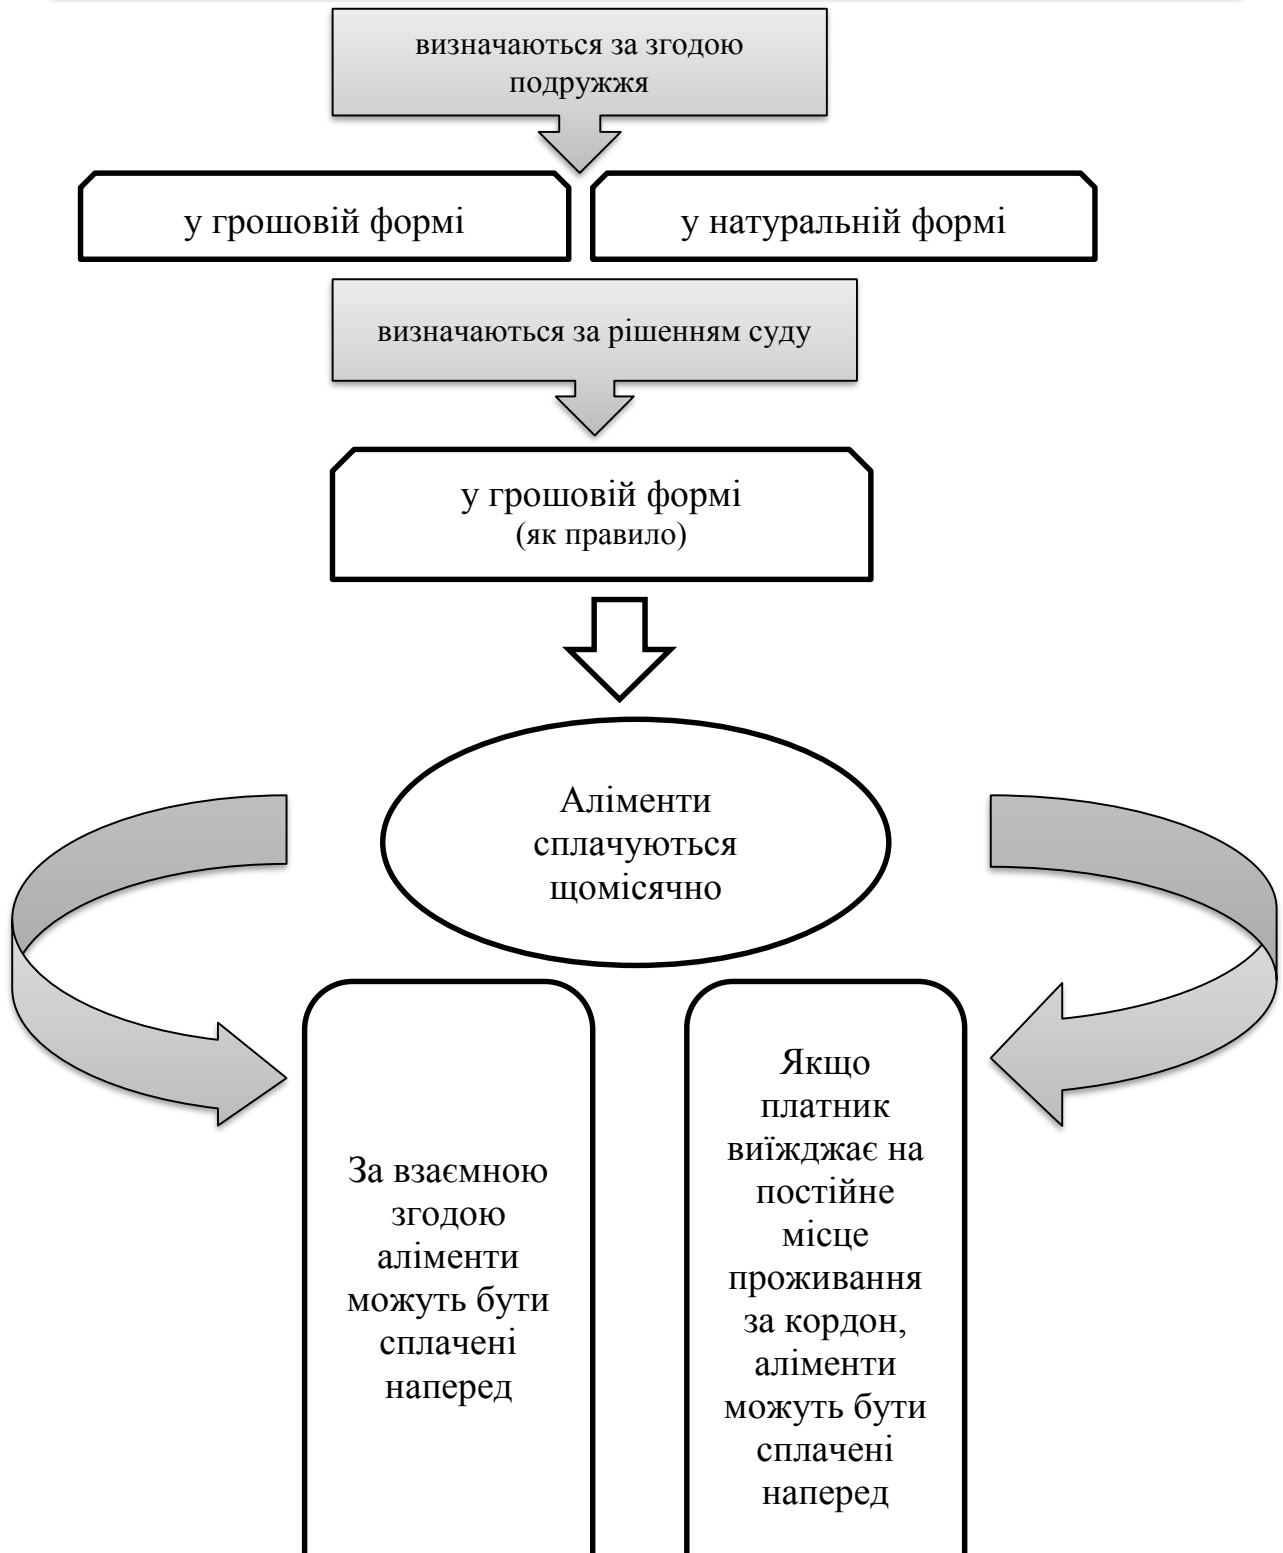 визначаються за згодою
подружжя
у грошовій формі
у натуральній формі
визначаються за рішенням суду
у грошовій формі
(як правило)
Аліменти
сплачуються
щомісячно
За взаємною
згодою
аліменти
можуть бути
сплачені
наперед
Якщо
платник
виїжджає на
постійне
місце
проживання
за кордон,
аліменти
можуть бути
сплачені
наперед